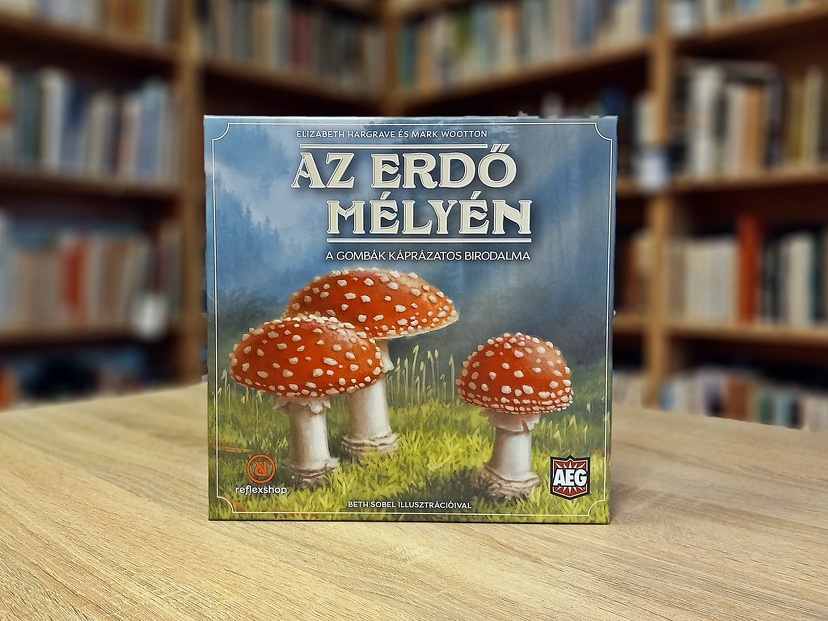 ELIZABETH HARGRAVE ÉS MARK WOOTTON
AZ ERDŐ
MÉLYÉN
A GOMBÁK KÁPRÁZATOS BIRODALMA
reflexshop
AEG
BETH SOBEL ILLUSZTRÁCIÓIVAL